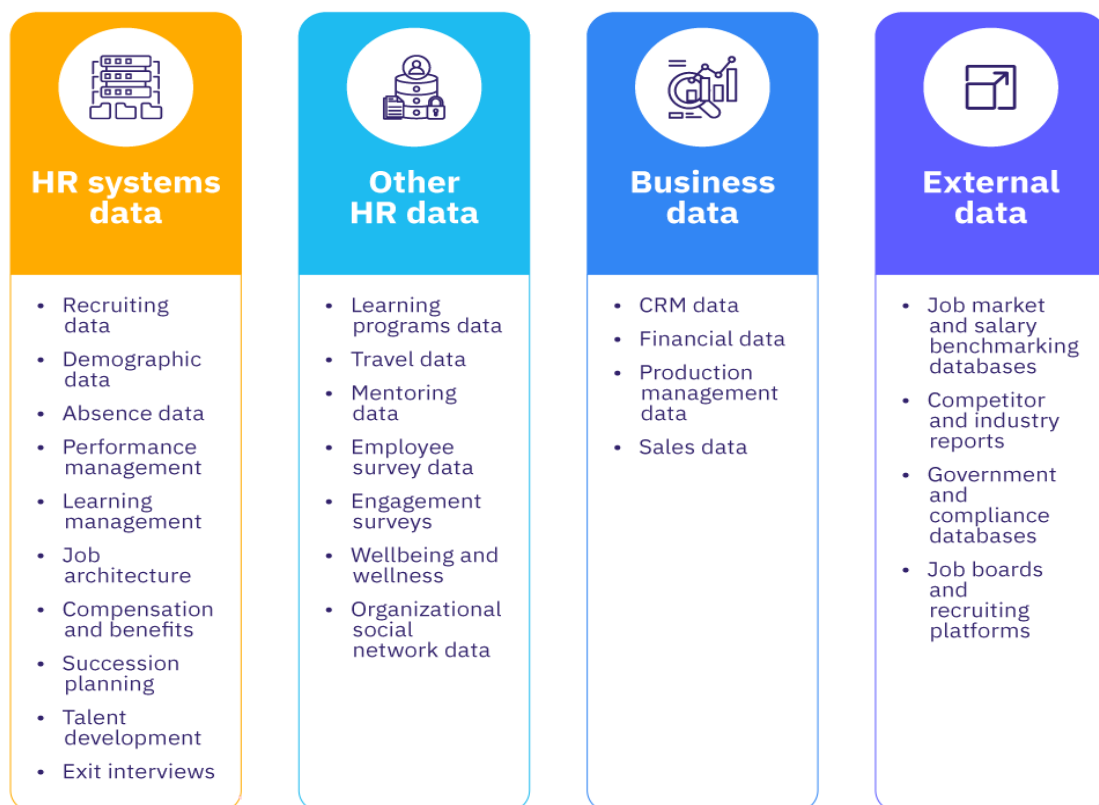 HR systems
data
• Recruiting
data
• Demographic
data
• Absence data
• Performance
management
• Learning
management
• Job
architecture
• Compensation
and benefits
• Succession
planning
• Talent
development
• Exit interviews
Other
HR data
• Learning
programs data
• Travel data
• Mentoring
data
• Employee
survey data
• Engagement
surveys
• Wellbeing and
wellness
• Organizational
social
network data
Business
data
• CRM data
• Financial data
• Production
management
data
• Sales data
External
data
• Job market
and salary
benchmarking
databases
• Competitor
and industry
reports
• Government
and
compliance
databases
• Job boards
and
recruiting
platforms